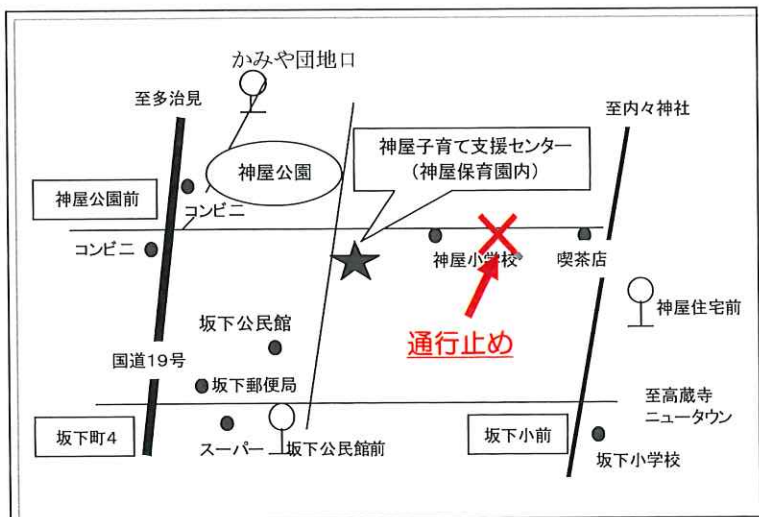 かみや団地口
至多治見
至内々神社
神屋子育て支援センター
（神屋保育園内）
神屋公園
神屋公園前
コンビニ
コンビニ
神屋小学校
喫茶店
神屋住宅前
坂下公民館
通行止め
国道19号
坂下郵便局
至高蔵寺
ニュータウン
坂下町4
スーパー
坂下公民館前
坂下小前
坂下小学校